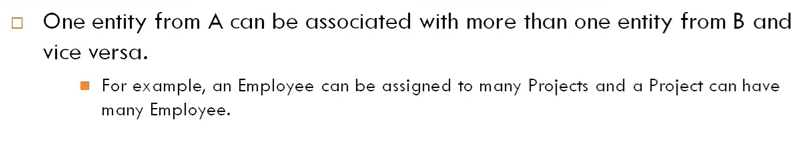 One entity from A can be associated with more than one entity from B and
vice versa.
For example, an Employee can be assigned to many Projects and a Project can have
many Employee.